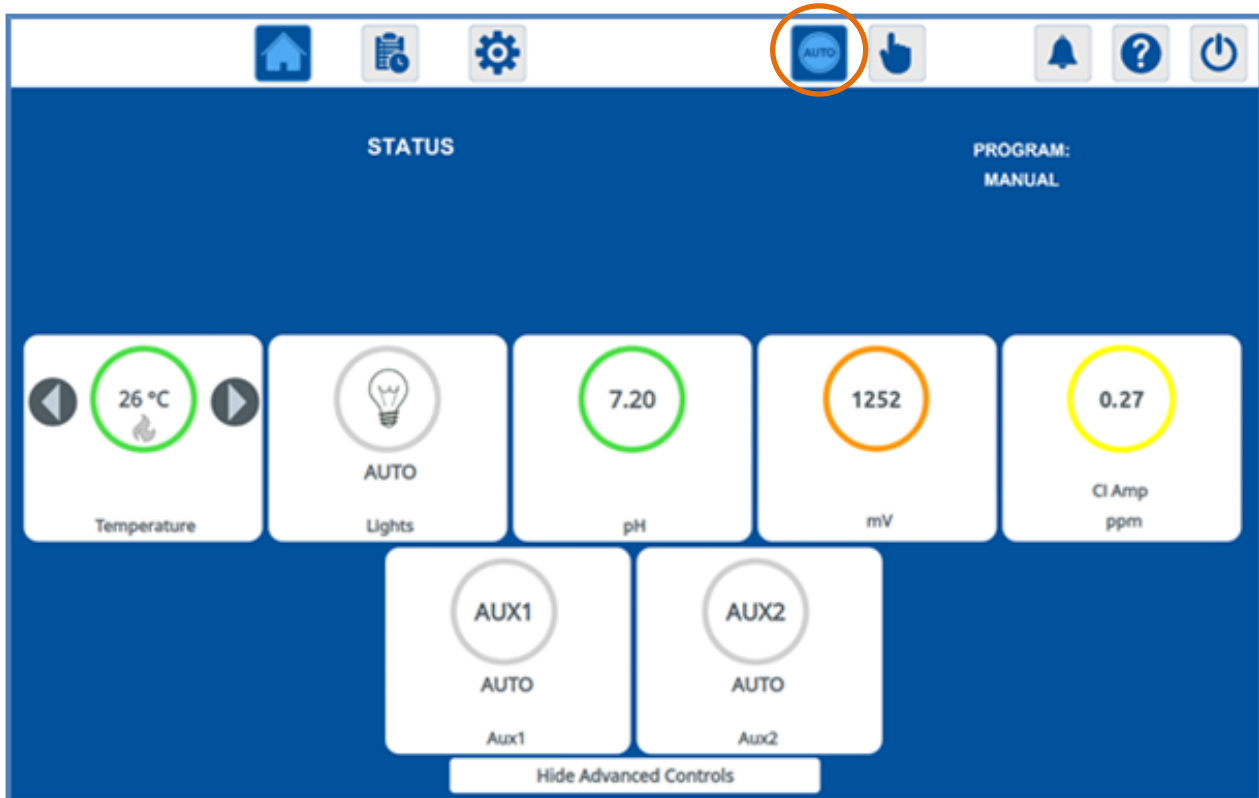 AUTO
STATUS
PROGRAM:
MANUAL
26 °C
Temperature
AUTO
Lights
7.20
pH
1252
mV
0.27
Cl Amp
ppm
AUX1
AUTO
Aux1
AUX2
AUTO
Aux2
Hide Advanced Controls